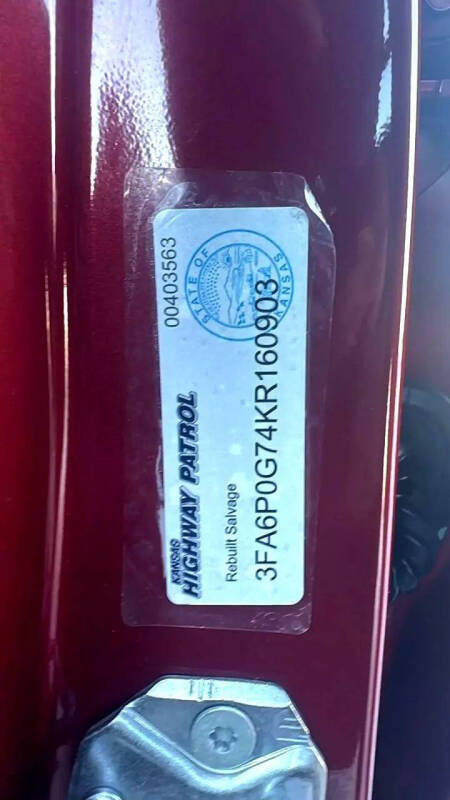 KANSAS
HIGHWAY PATROL
00403563
STATE OF KANSAS
Rebuilt Salvage
3FA6P0G74KR160903